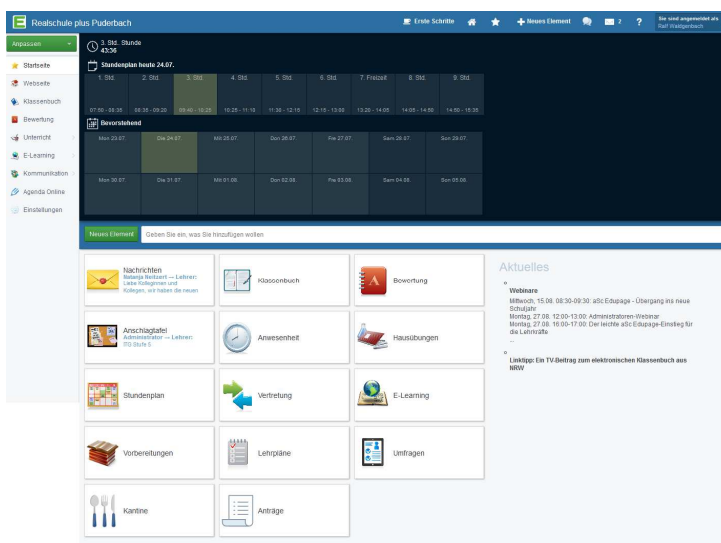 Realschule plus Puderbach
Erste Schritte
Neues Element
2
?
Sie sind angemeldet als
Ralf Waldgenbach
Anpassen
Startseite
Webseite
Klassenbuch
Bewertung
Unterricht
E-Learning
Kommunikation
Agenda Online
Einstellungen
3. Std. Stunde
43:36
Stundenplan heute 24.07.
1. Std. 2. Std. 3. Std. 4. Std. 5. Std. 6. Std. 7. Freizeit 8. Std. 9. Std.
07:50 - 08:35 08:35 - 09:20 09:40 - 10:25 10:25 - 11:10 11:30 - 12:15 12:15 - 13:00 13:20 - 14:05 14:05 - 14:50 14:50 - 15:35
Bevorstehend
Mon 23.07. Die 24.07. Mit 25.07. Don 26.07. Fre 27.07. Sam 28.07. Son 29.07.
Mon 30.07. Die 31.07. Mit 01.08. Don 02.08. Fre 03.08. Sam 04.08. Son 05.08.
Neues Element
Geben Sie ein, was Sie hinzufügen wollen
Nachrichten
Natanja Neitzert -- Lehrer:
Liebe Kolleginnen und
Kollegen, wir haben die neuen
Klassenbuch
Bewertung
Anschlagtafel
Administrator -- Lehrer:
ITG Stufe 5
Anwesenheit
Hausübungen
Stundenplan
Vertretung
E-Learning
Vorbereitungen
Lehrpläne
Umfragen
Kantine
Anträge
Aktuelles
Webinare
Mittwoch, 15.08. 08:30-09:30: aSc Edupage - Übergang ins neue
Schuljahr
Montag, 27.08. 12:00-13:00: Administratoren-Webinar
Montag, 27.08. 16:00-17:00: Der leichte aSc Edupage-Einstieg für
die Lehrkräfte
...
Linktipp: Ein TV-Beitrag zum elektronischen Klassenbuch aus
NRW